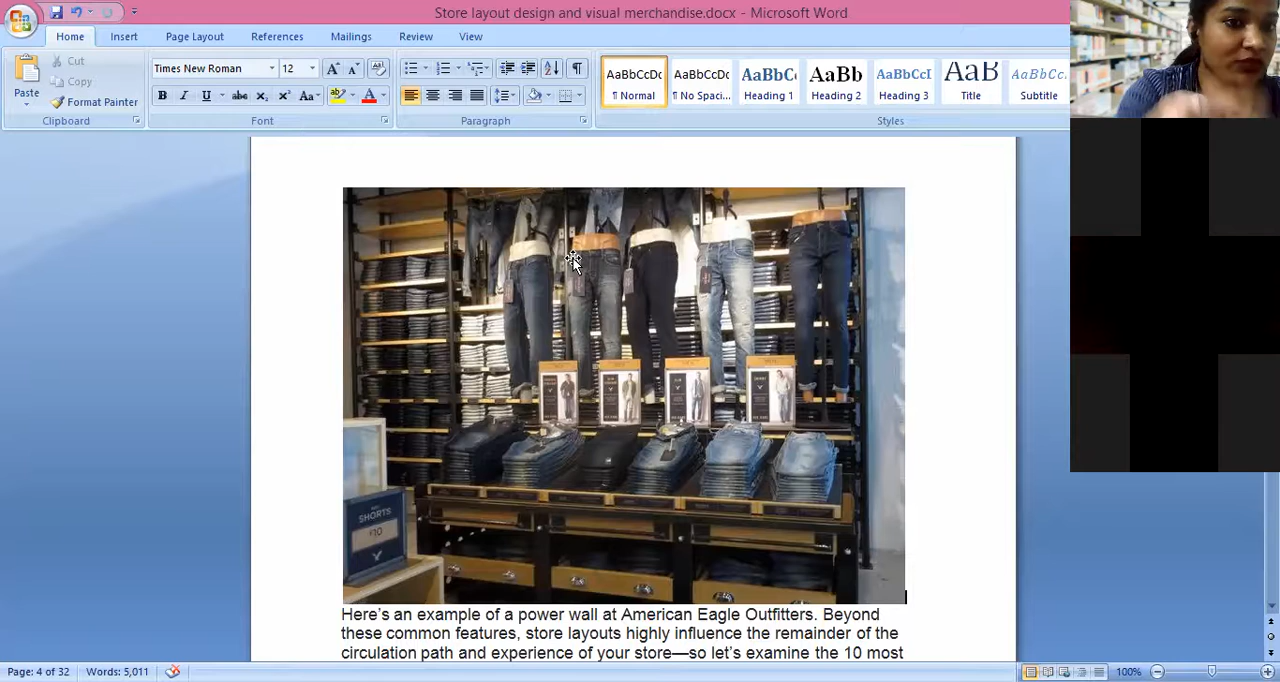 Store layout design and visual merchandise.docx - Microsoft Word
Home Insert Page Layout References Mailings Review View
Paste
Cut
Copy
Format Painter
Clipboard
Times New Roman 12
Font
Paragraph
AaBbCcDc AaBbCcDc AaBbC AaBb AaBbCcI AaB AaBbCcL
¶ Normal ¶ No Spaci... Heading 1 Heading 2 Heading 3 Title Subtitle
Styles
SHORTS
$10
Here's an example of a power wall at American Eagle Outfitters. Beyond
these common features, store layouts highly influence the remainder of the
circulation path and experience of your store—so let's examine the 10 most
Page: 4 of 32 Words: 5,011 100%